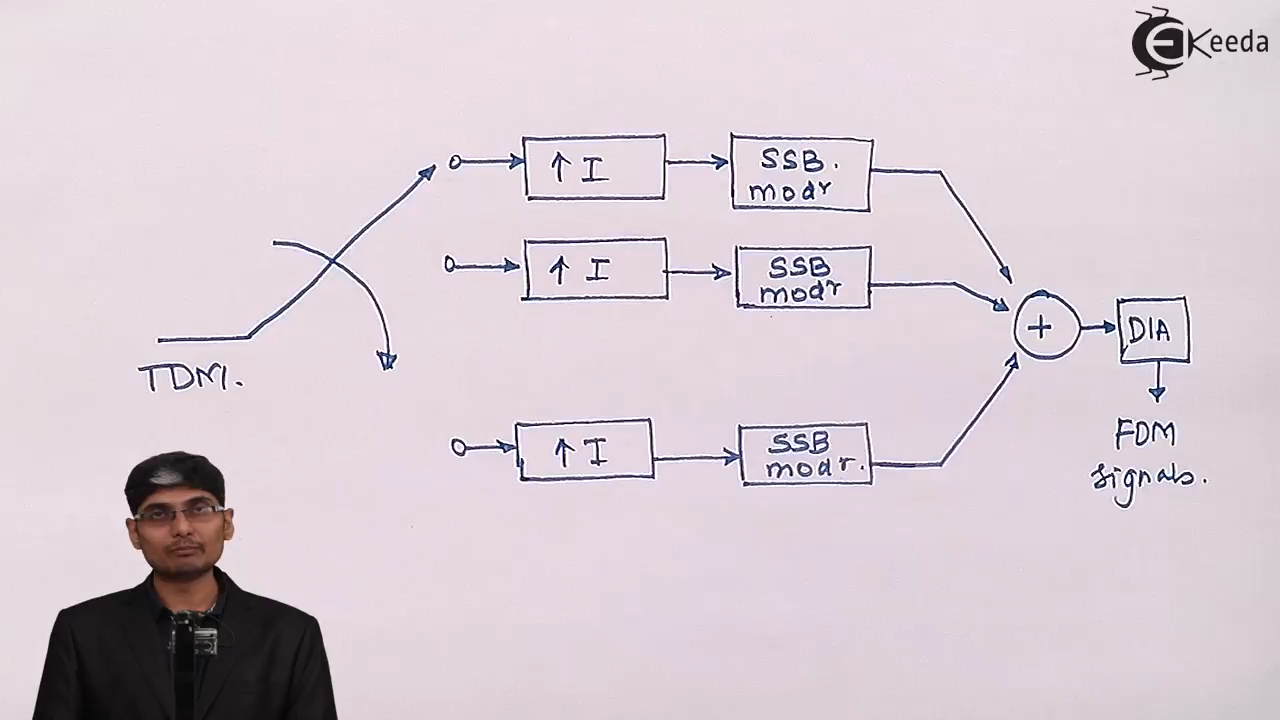 EKeeda
↑ I
SSB.
modr
↑ I
SSB
modr
+
D/A
TDM.
FDM
signals.
↑ I
SSB
modr.